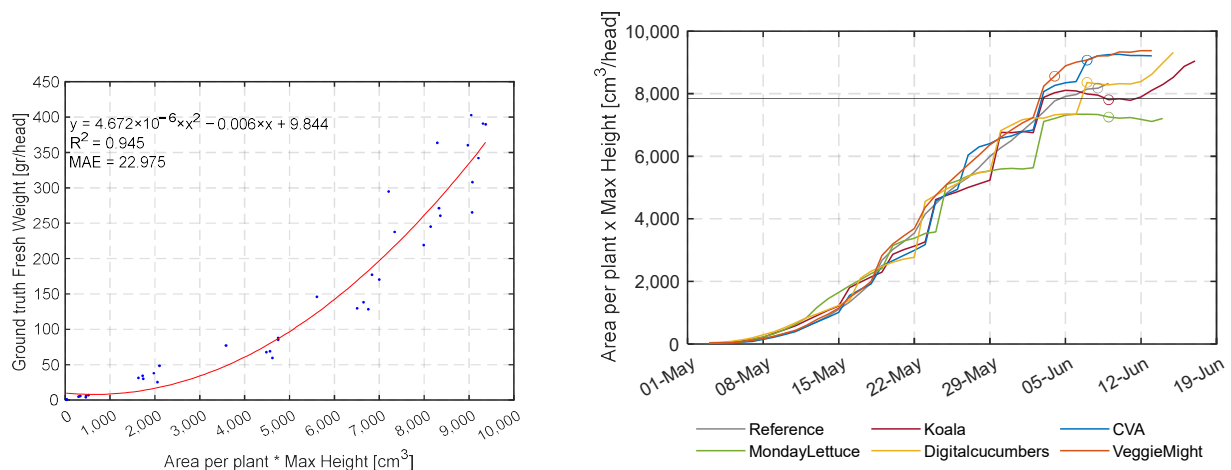 450
400
350
300
250
200
150
100
50
0
Ground truth Fresh Weight [gr/head]
y = 4.672×10⁻⁶×x² −0.006×x + 9.844
R² = 0.945
MAE = 22.975
0 1,000 2,000 3,000 4,000 5,000 6,000 7,000 8,000 9,000 10,000
Area per plant * Max Height [cm³]
10,000
8,000
6,000
4,000
2,000
0
Area per plant x Max Height [cm³/head]
01-May 08-May 15-May 22-May 29-May 05-Jun 12-Jun 19-Jun
Reference Koala CVA
MondayLettuce Digitalcucumbers VeggieMight